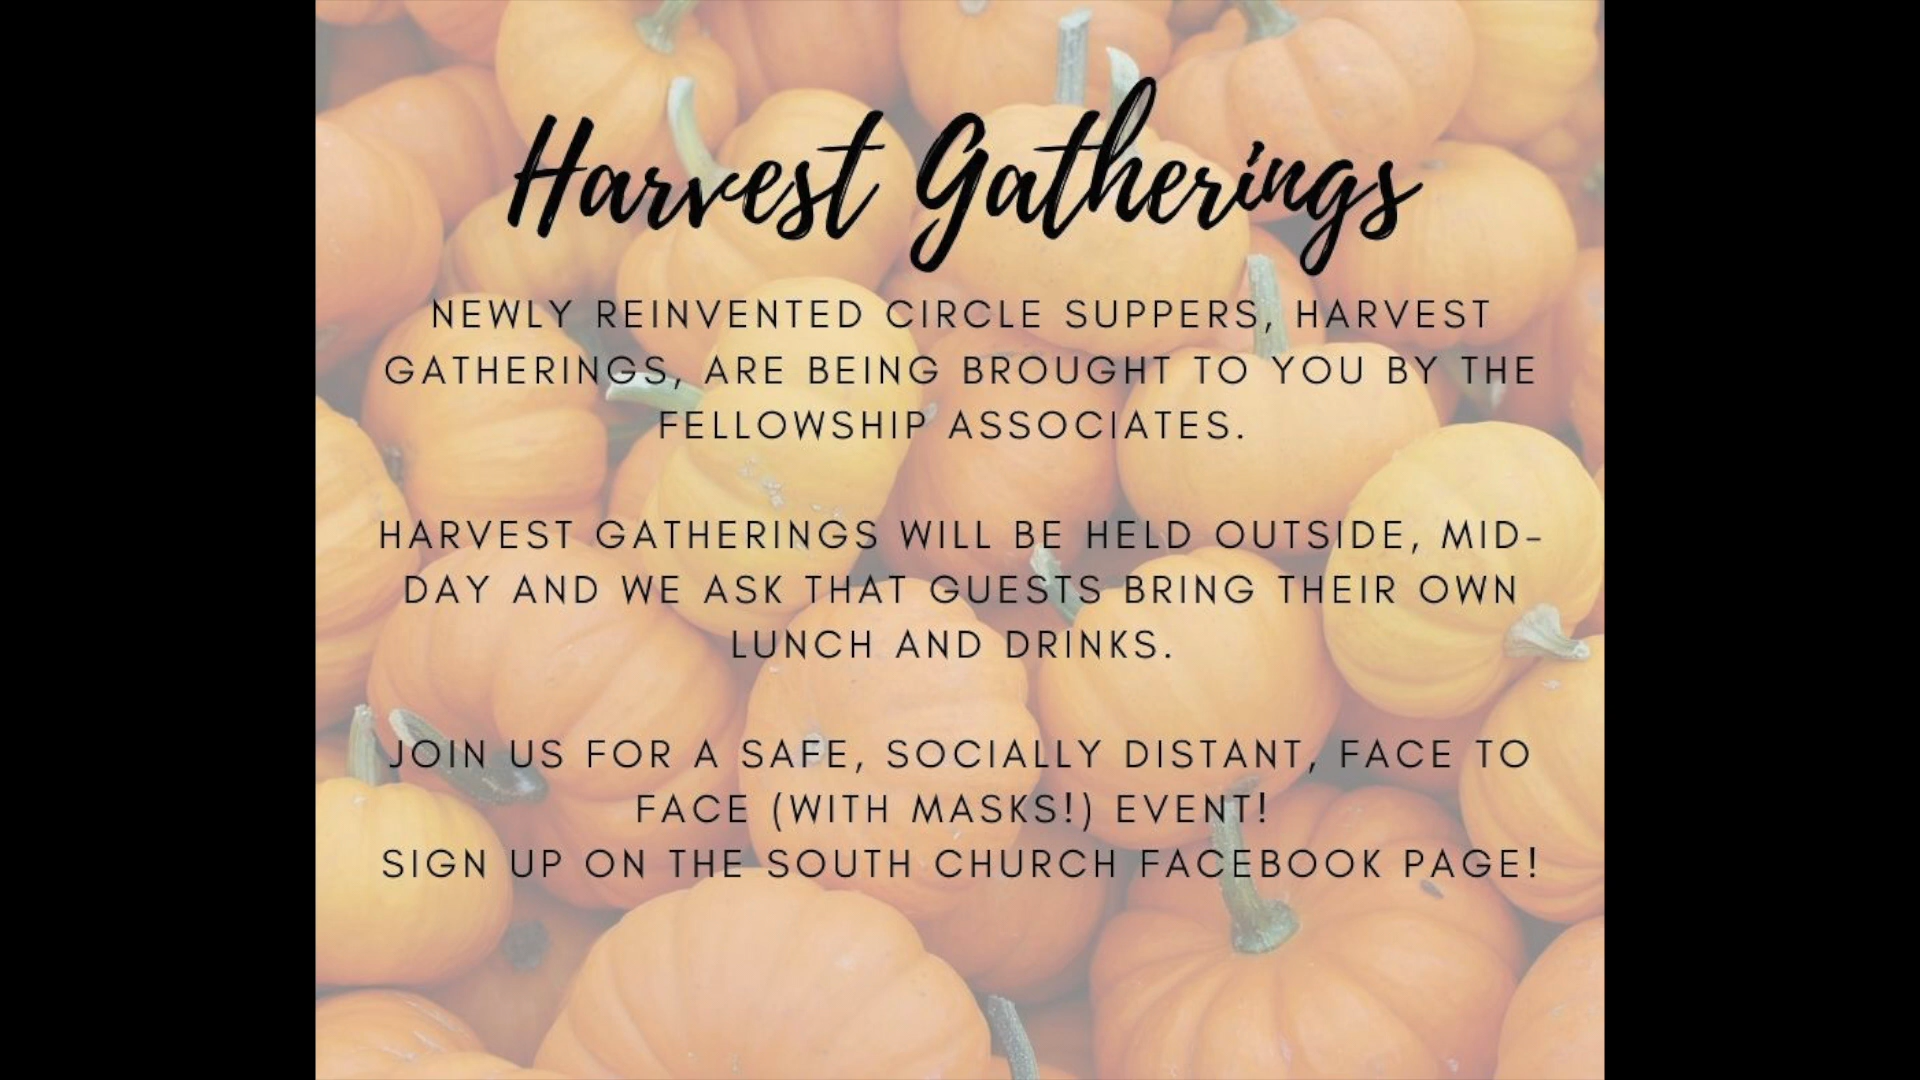 Harvest Gatherings
NEWLY REINVENTED CIRCLE SUPPERS, HARVEST
GATHERINGS, ARE BEING BROUGHT TO YOU BY THE
FELLOWSHIP ASSOCIATES.
HARVEST GATHERINGS WILL BE HELD OUTSIDE, MID-
DAY AND WE ASK THAT GUESTS BRING THEIR OWN
LUNCH AND DRINKS.
JOIN US FOR A SAFE, SOCIALLY DISTANT, FACE TO
FACE (WITH MASKS!) EVENT!
SIGN UP ON THE SOUTH CHURCH FACEBOOK PAGE!